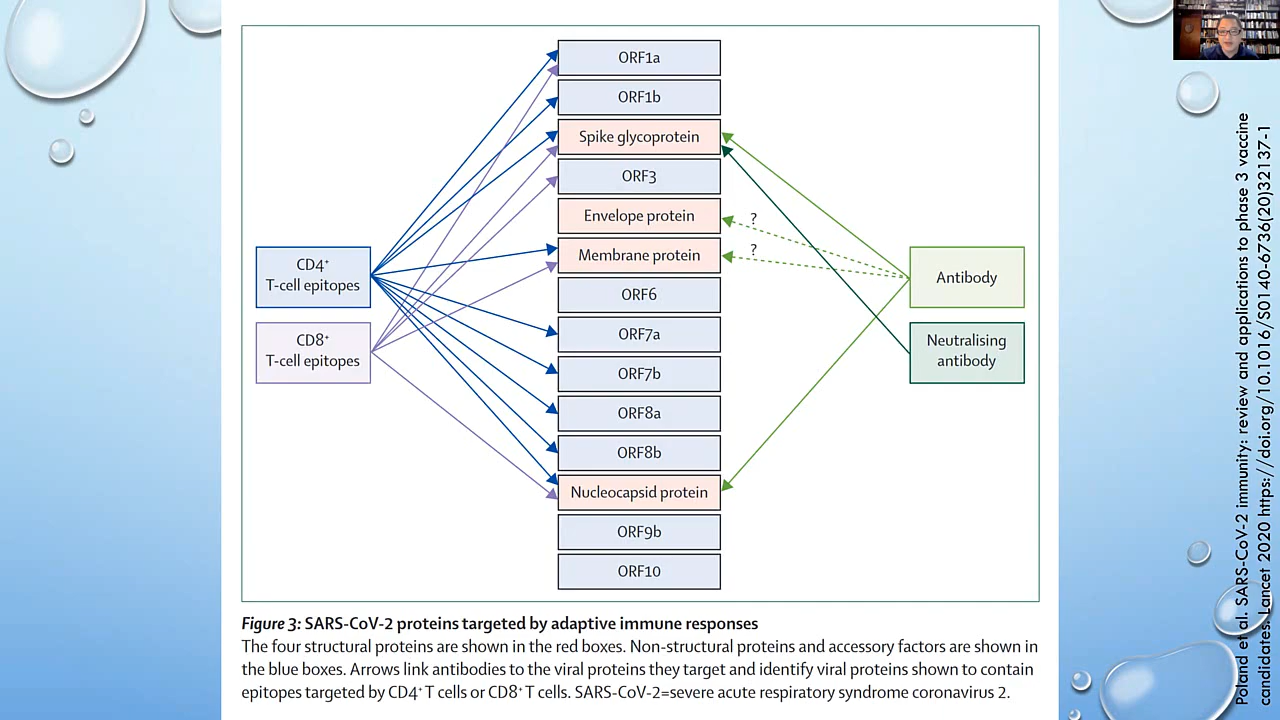 ORF1a
ORF1b
Spike glycoprotein
ORF3
Envelope protein
Membrane protein
ORF6
ORF7a
ORF7b
ORF8a
ORF8b
Nucleocapsid protein
ORF9b
ORF10
CD4⁺
T-cell epitopes
CD8⁺
T-cell epitopes
?
?
Antibody
Neutralising
antibody
Figure 3: SARS-CoV-2 proteins targeted by adaptive immune responses
The four structural proteins are shown in the red boxes. Non-structural proteins and accessory factors are shown in
the blue boxes. Arrows link antibodies to the viral proteins they target and identify viral proteins shown to contain
epitopes targeted by CD4⁺ T cells or CD8⁺ T cells. SARS-CoV-2=severe acute respiratory syndrome coronavirus 2.
Poland et al. SARS-CoV-2 immunity: review and applications to phase 3 vaccine
candidates. Lancet 2020 https://doi.org/10.1016/S0140-6736(20)32137-1